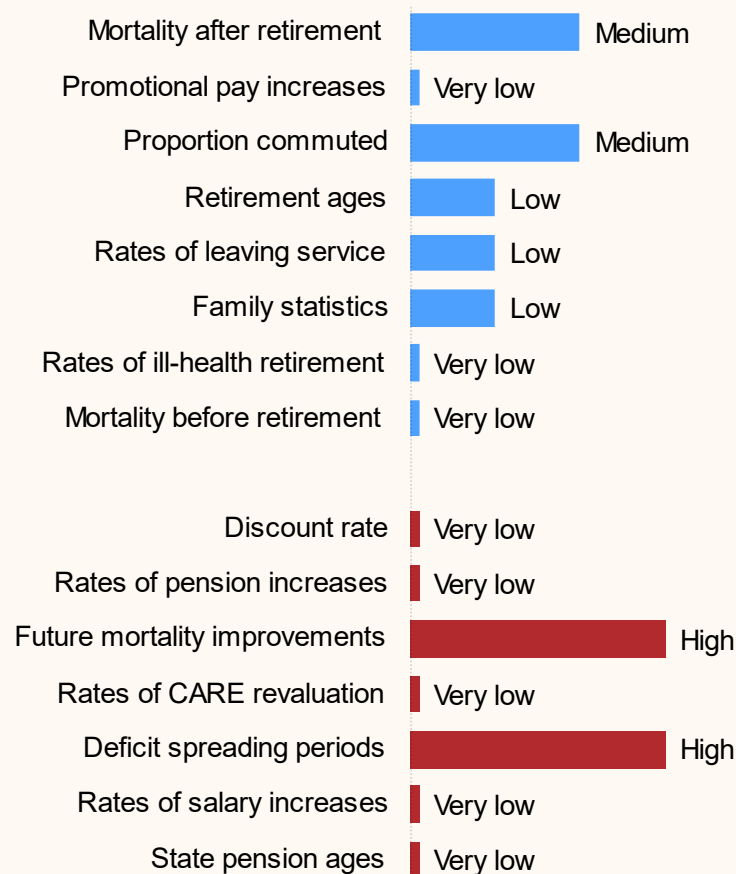 Mortality after retirement Medium
Promotional pay increases Very low
Proportion commuted Medium
Retirement ages Low
Rates of leaving service Low
Family statistics Low
Rates of ill-health retirement Very low
Mortality before retirement Very low
Discount rate Very low
Rates of pension increases Very low
Future mortality improvements High
Rates of CARE revaluation Very low
Deficit spreading periods High
Rates of salary increases Very low
State pension ages Very low